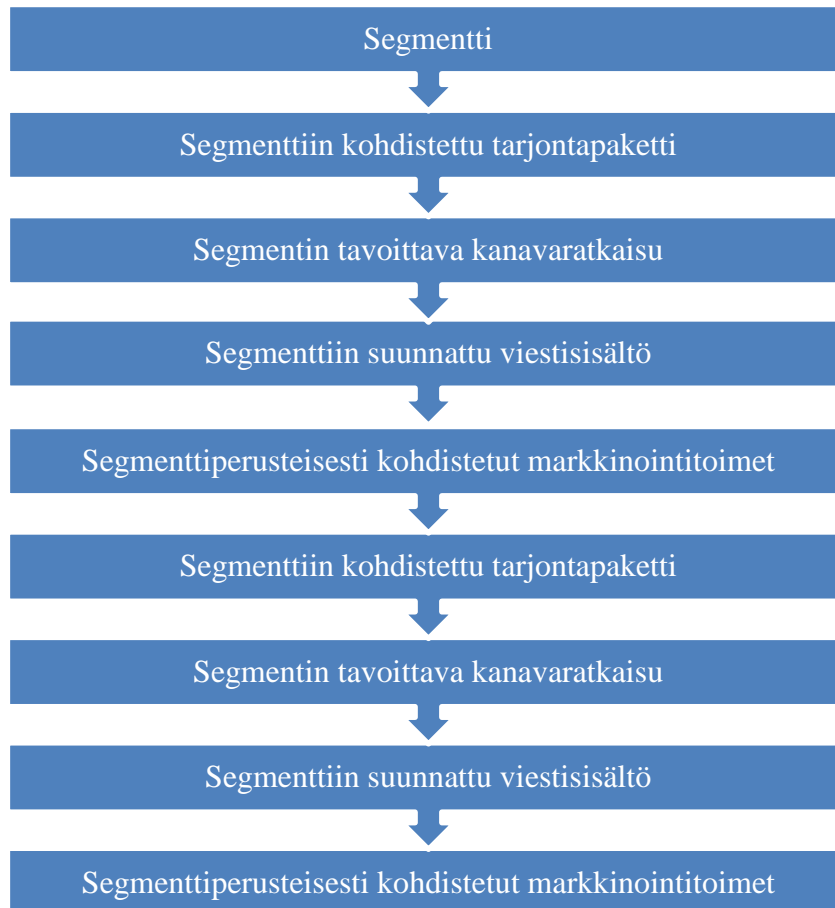 Segmentti
Segmenttiin kohdistettu tarjontapaketti
Segmentin tavoittava kanavaratkaisu
Segmenttiin suunnattu viestisisältö
Segmenttiperusteisesti kohdistetut markkinointitoimet
Segmenttiin kohdistettu tarjontapaketti
Segmentin tavoittava kanavaratkaisu
Segmenttiin suunnattu viestisisältö
Segmenttiperusteisesti kohdistetut markkinointitoimet